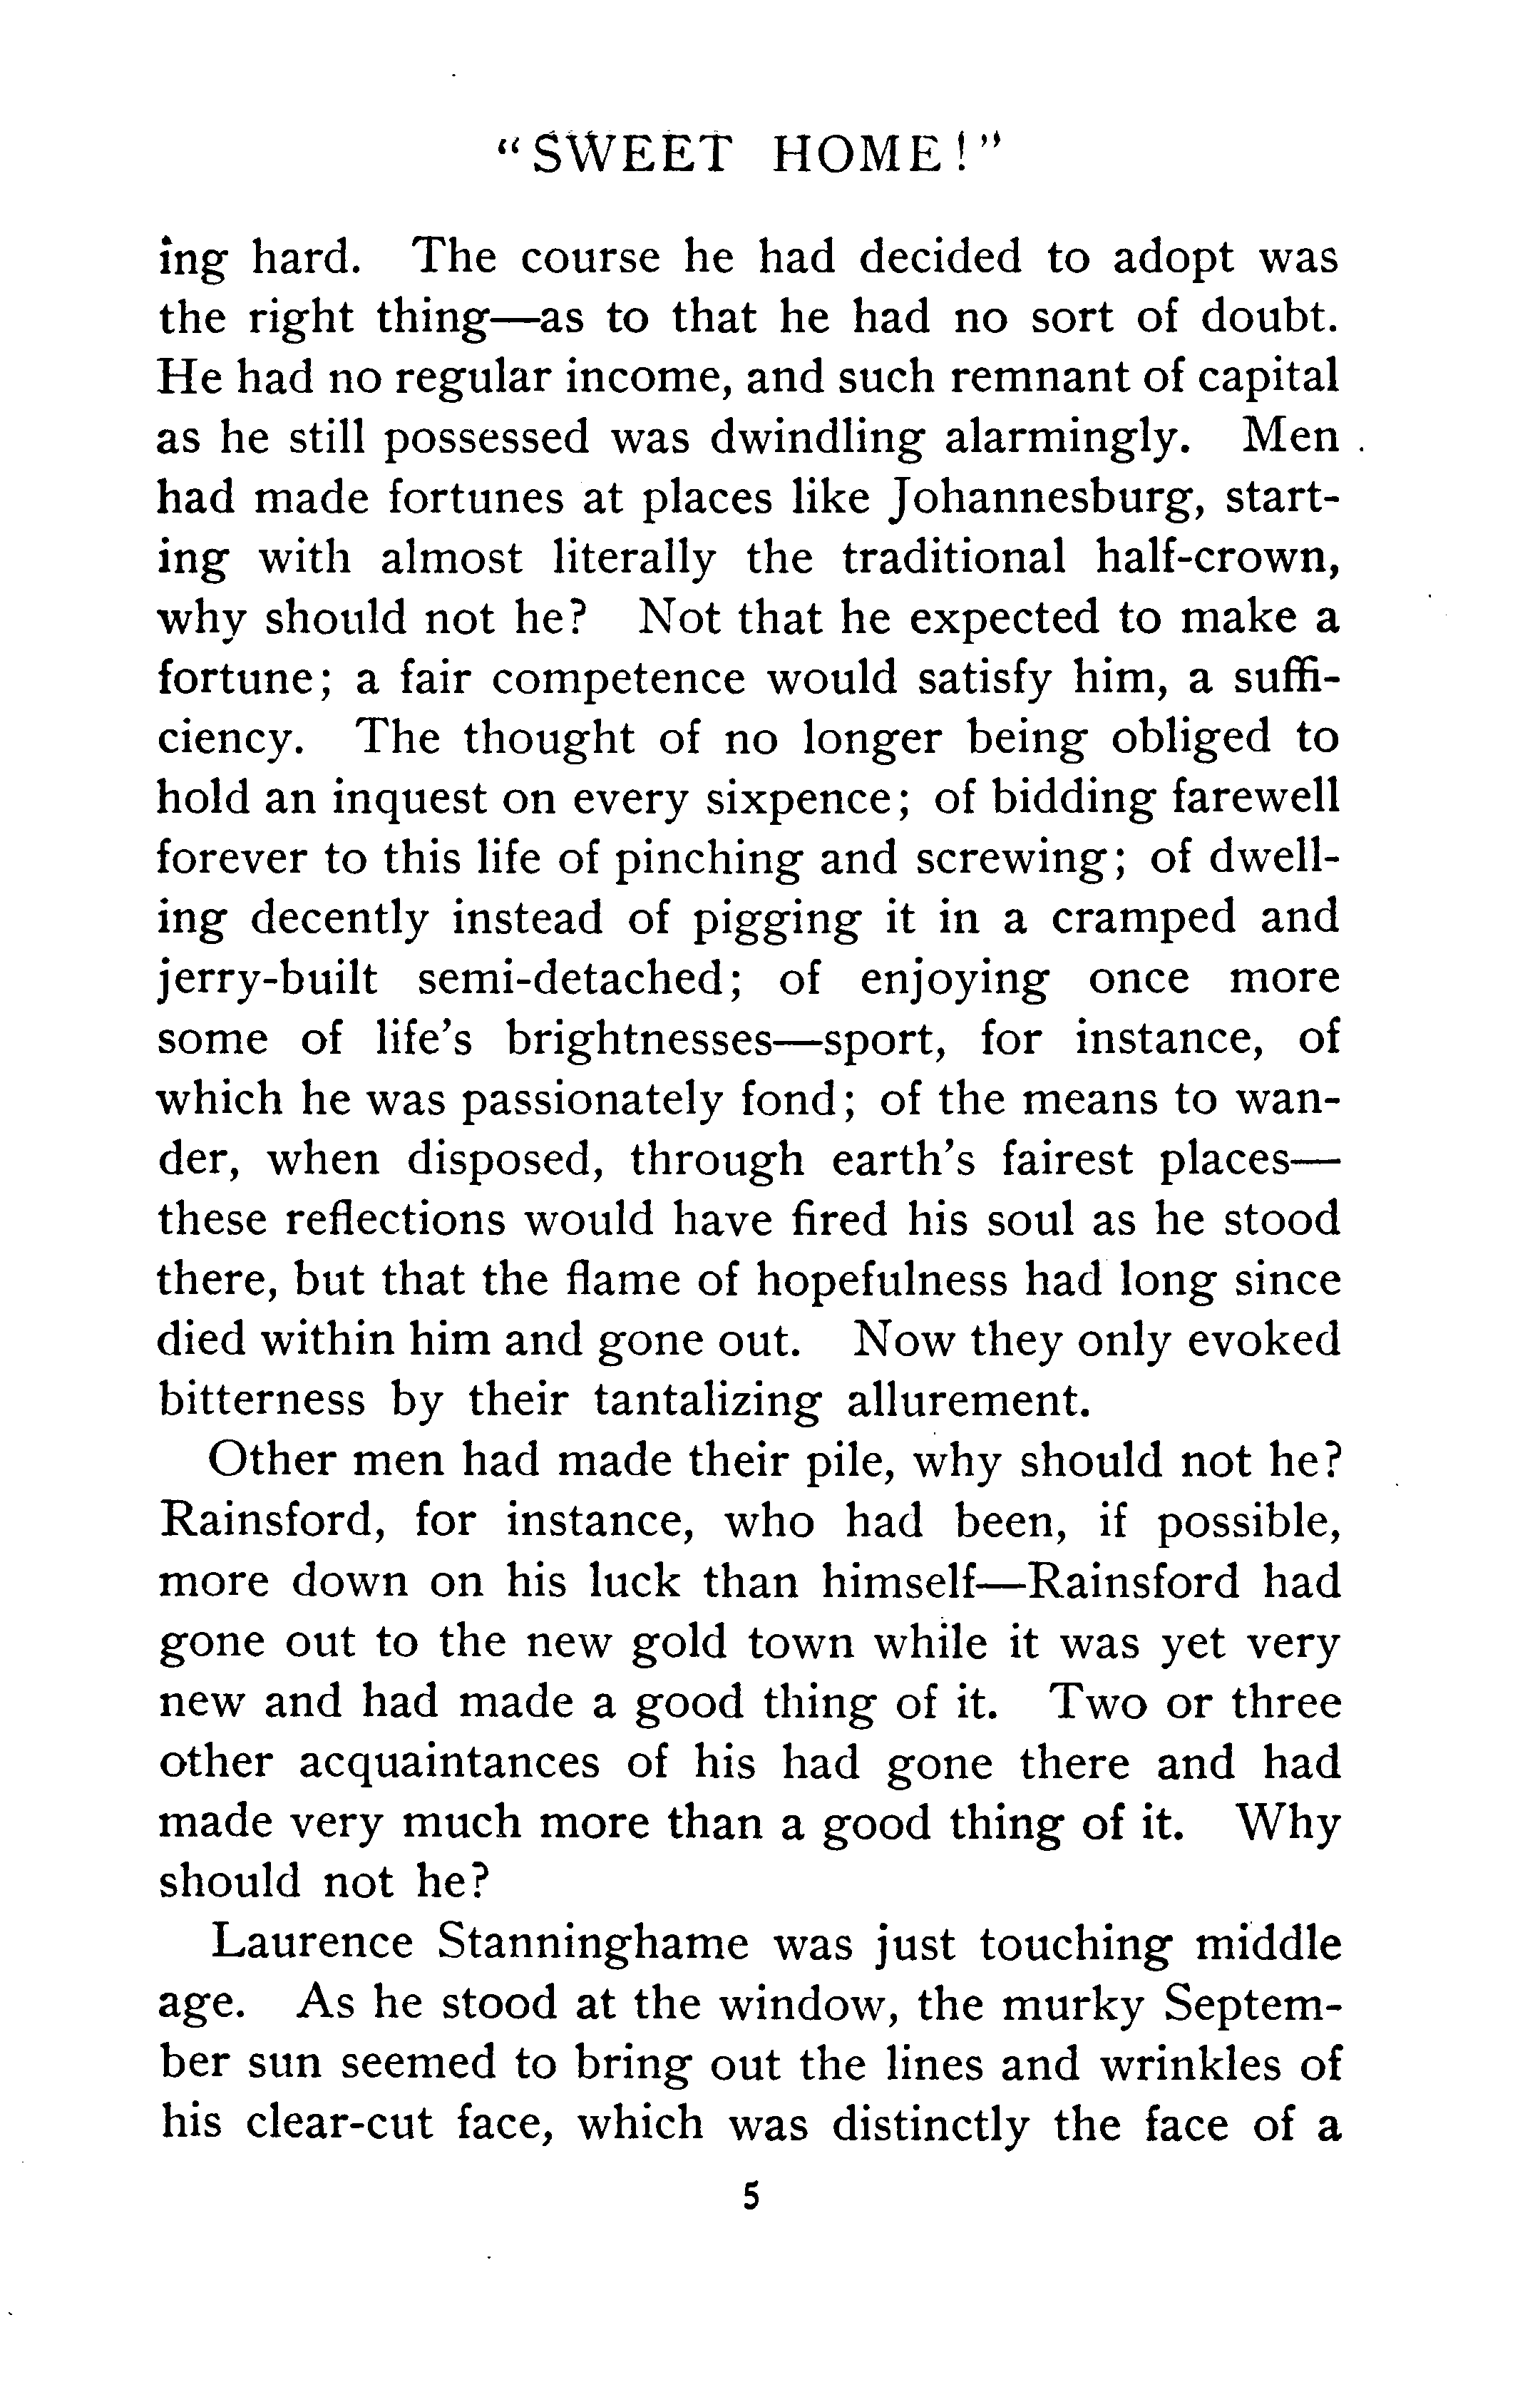 "SWEET HOME!"
ing hard. The course he had decided to adopt was
the right thing—as to that he had no sort of doubt.
He had no regular income, and such remnant of capital
as he still possessed was dwindling alarmingly. Men
had made fortunes at places like Johannesburg, start-
ing with almost literally the traditional half-crown,
why should not he? Not that he expected to make a
fortune; a fair competence would satisfy him, a suffi-
ciency. The thought of no longer being obliged to
hold an inquest on every sixpence; of bidding farewell
forever to this life of pinching and screwing; of dwell-
ing decently instead of pigging it in a cramped and
jerry-built semi-detached; of enjoying once more
some of life's brightnesses—sport, for instance, of
which he was passionately fond; of the means to wan-
der, when disposed, through earth's fairest places—
these reflections would have fired his soul as he stood
there, but that the flame of hopefulness had long since
died within him and gone out. Now they only evoked
bitterness by their tantalizing allurement.
Other men had made their pile, why should not he?
Rainsford, for instance, who had been, if possible,
more down on his luck than himself—Rainsford had
gone out to the new gold town while it was yet very
new and had made a good thing of it. Two or three
other acquaintances of his had gone there and had
made very much more than a good thing of it. Why
should not he?
Laurence Stanninghame was just touching middle
age. As he stood at the window, the murky Septem-
ber sun seemed to bring out the lines and wrinkles of
his clear-cut face, which was distinctly the face of a
5